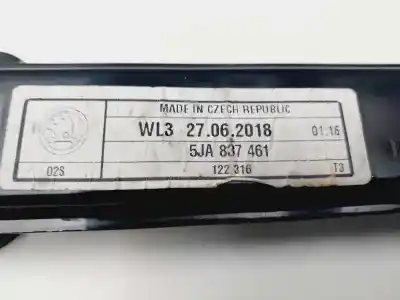 MADE IN CZECH REPUBLIC
WL3 27.06.2018 01.16
5JA 837 461
02S 122 316 T3